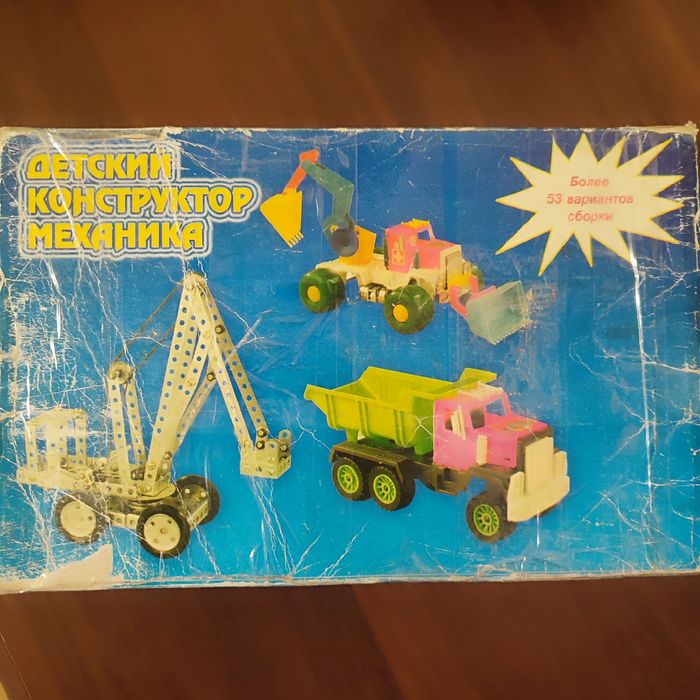 ДЕТСКИЙ
КОНСТРУКТОР
МЕХАНИКА
Более
53 вариантов
сборки